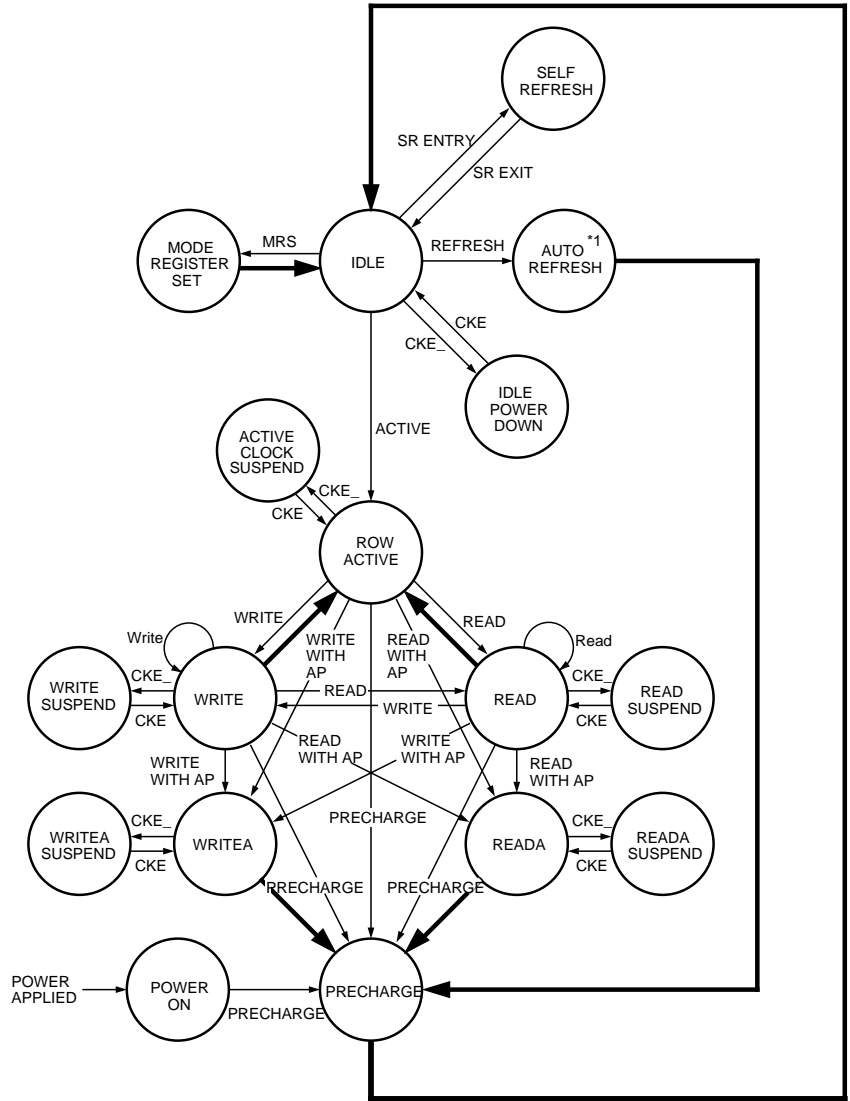 SELF
REFRESH
SR ENTRY
SR EXIT
MODE
REGISTER
SET
MRS
IDLE
REFRESH
AUTO *1
REFRESH
CKE
CKE_
IDLE
POWER
DOWN
ACTIVE
ACTIVE
CLOCK
SUSPEND
CKE_
CKE
ROW
ACTIVE
WRITE
WRITE
WITH
AP
READ
WITH
AP
READ
Write
Read
WRITE
SUSPEND
CKE_
CKE
WRITE
READ
WRITE
READ
CKE_
CKE
READ
SUSPEND
WRITE
WITH AP
READ
WITH AP
WRITE
WITH AP
READ
WITH AP
PRECHARGE
WRITEA
SUSPEND
CKE_
CKE
WRITEA
READA
CKE_
CKE
READA
SUSPEND
PRECHARGE
PRECHARGE
POWER
APPLIED
POWER
ON
PRECHARGE
PRECHARGE